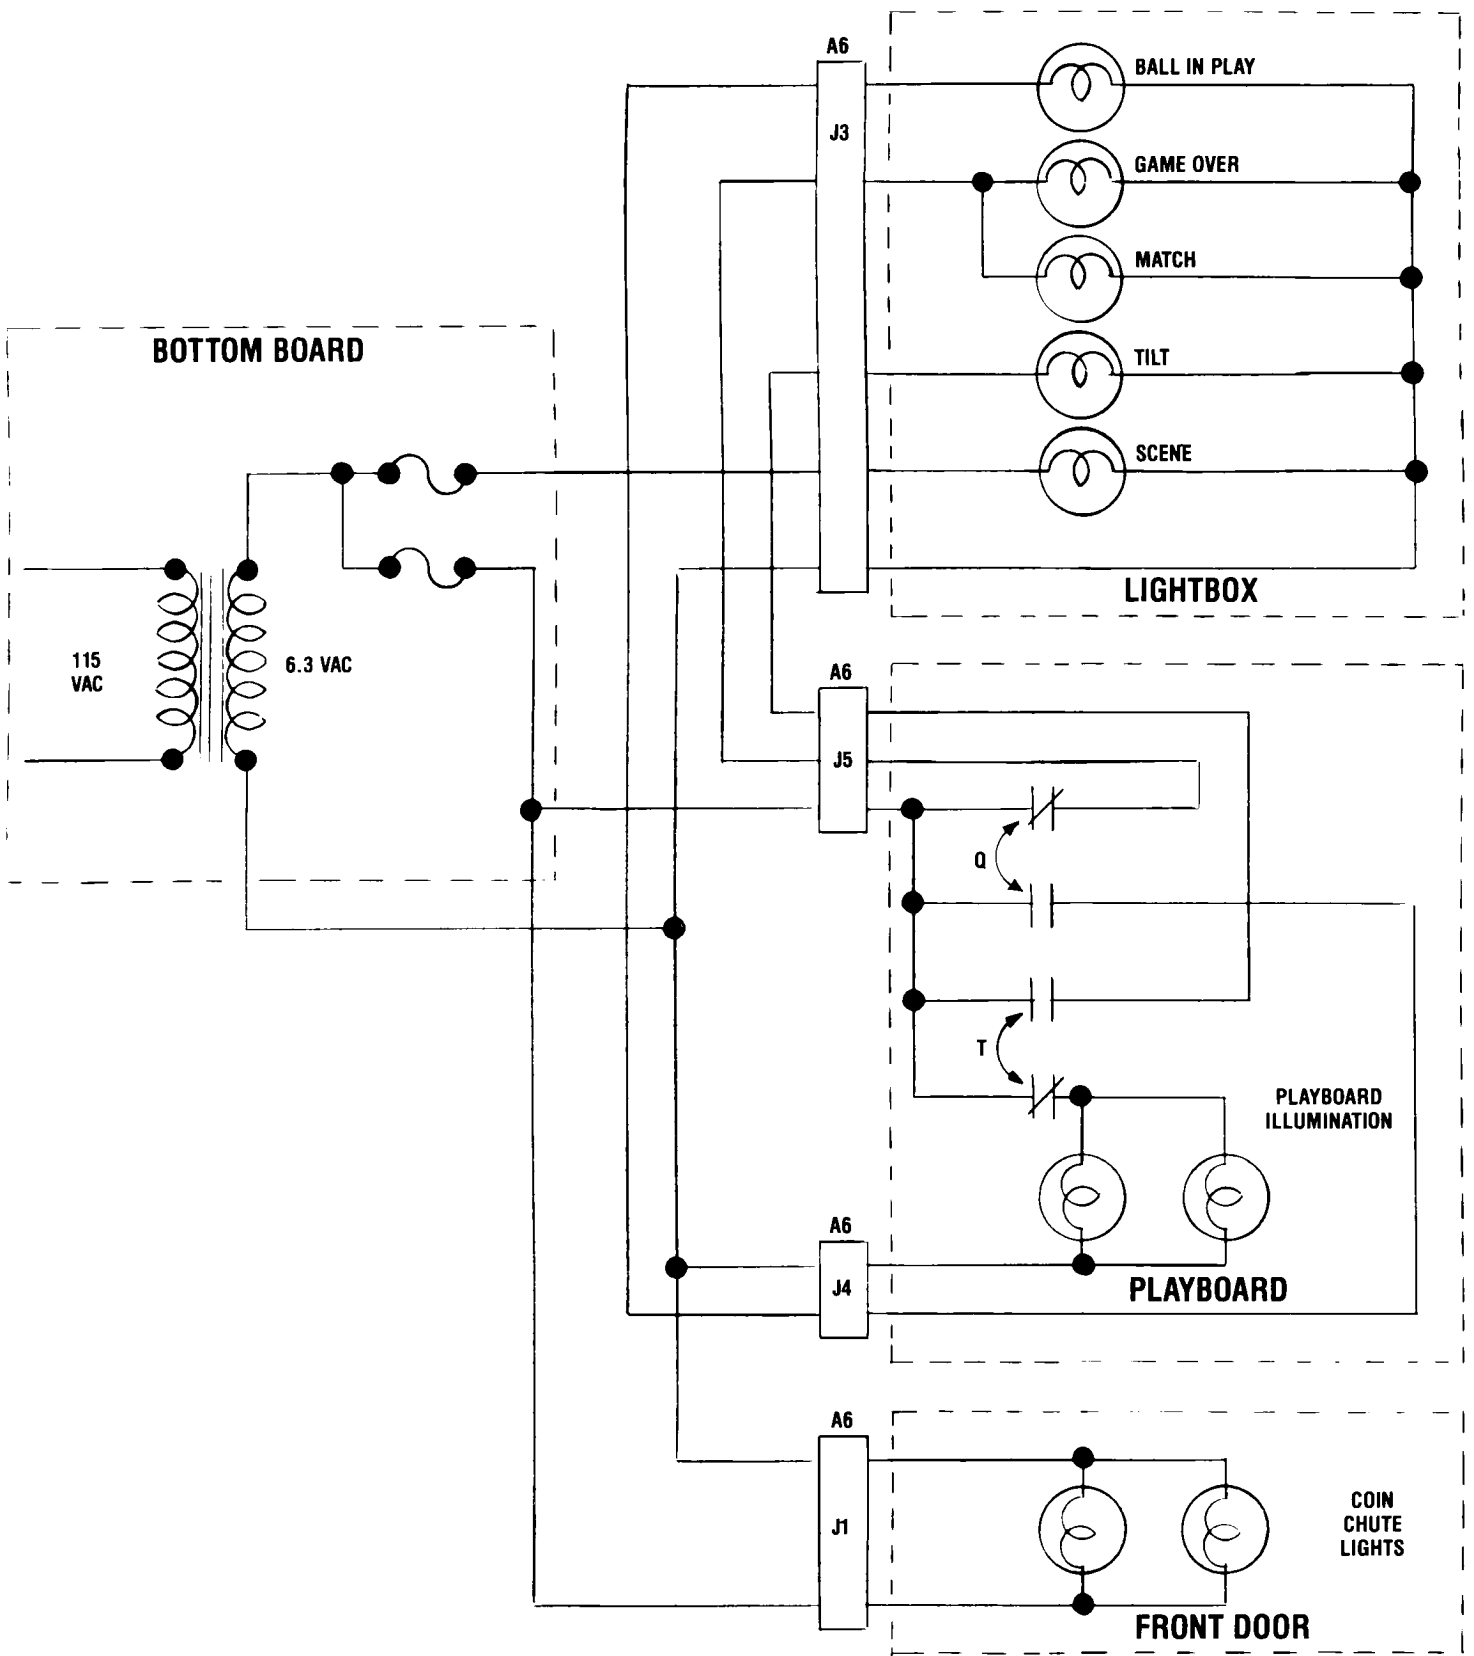 A6
J3
BALL IN PLAY
GAME OVER
MATCH
TILT
SCENE
LIGHTBOX
BOTTOM BOARD
115
VAC
6.3 VAC
A6
J5
Q
T
PLAYBOARD
ILLUMINATION
A6
J4
PLAYBOARD
A6
J1
COIN
CHUTE
LIGHTS
FRONT DOOR